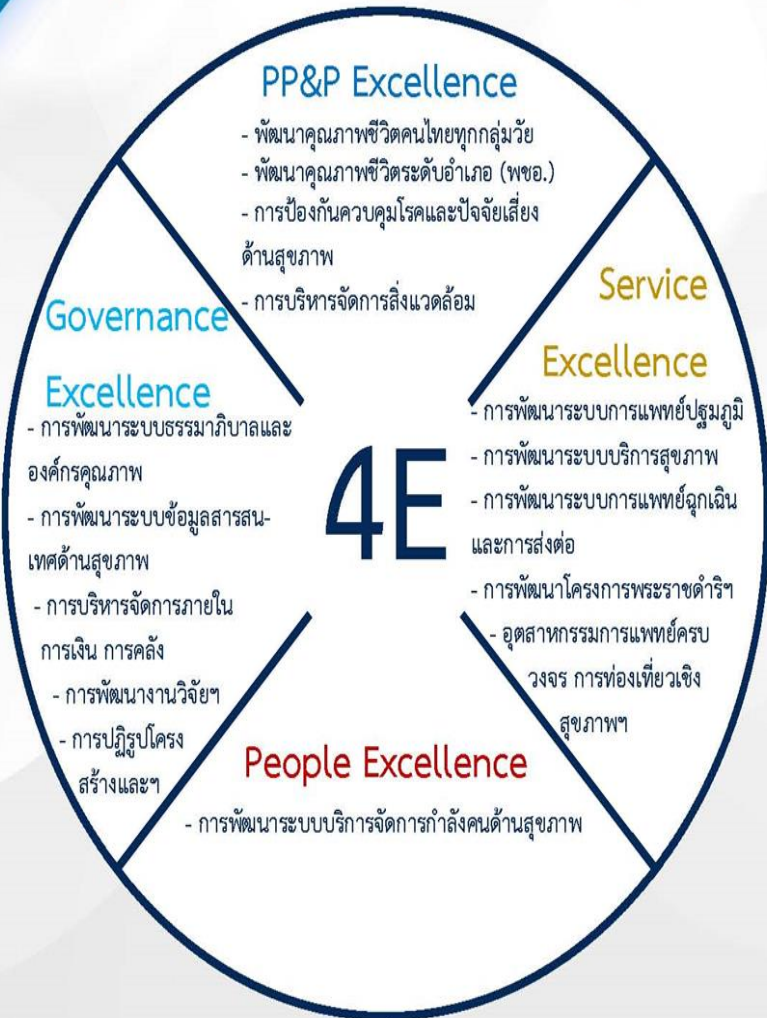 PP&P Excellence
- พัฒนาคุณภาพชีวิตคนไทยทุกกลุ่มวัย
- พัฒนาคุณภาพชีวิตระดับอำเภอ (พชอ.)
- การป้องกันควบคุมโรคและปัจจัยเสี่ยง
ด้านสุขภาพ
- การบริหารจัดการสิ่งแวดล้อม
Service
Excellence
- การพัฒนาระบบการแพทย์ปฐมภูมิ
- การพัฒนาระบบบริการสุขภาพ
- การพัฒนาระบบการแพทย์ฉุกเฉิน
และการส่งต่อ
- การพัฒนาโครงการพระราชดำริฯ
- อุตสาหกรรมการแพทย์ครบ
วงจร การท่องเที่ยวเชิง
สุขภาพฯ
Governance
Excellence
- การพัฒนาระบบธรรมาภิบาลและ
องค์กรคุณภาพ
- การพัฒนาระบบข้อมูลสารสน-
เทศด้านสุขภาพ
- การบริหารจัดการภายใน
การเงิน การคลัง
- การพัฒนางานวิจัยฯ
- การปฏิรูปโครง
สร้างและฯ
4E
People Excellence
- การพัฒนาระบบบริการจัดการกำลังคนด้านสุขภาพ